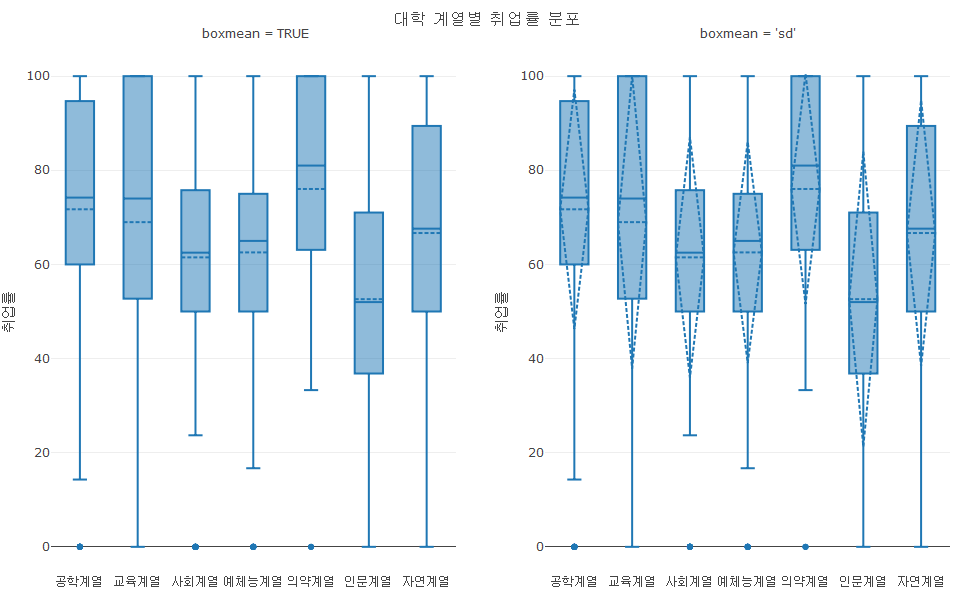 대학 계열별 취업률 분포
boxmean = TRUE
boxmean = 'sd'
100
80
60
40
20
0
취업률
공학계열 교육계열 사회계열 예체능계열 의약계열 인문계열 자연계열
100
80
60
40
20
0
취업률
공학계열 교육계열 사회계열 예체능계열 의약계열 인문계열 자연계열